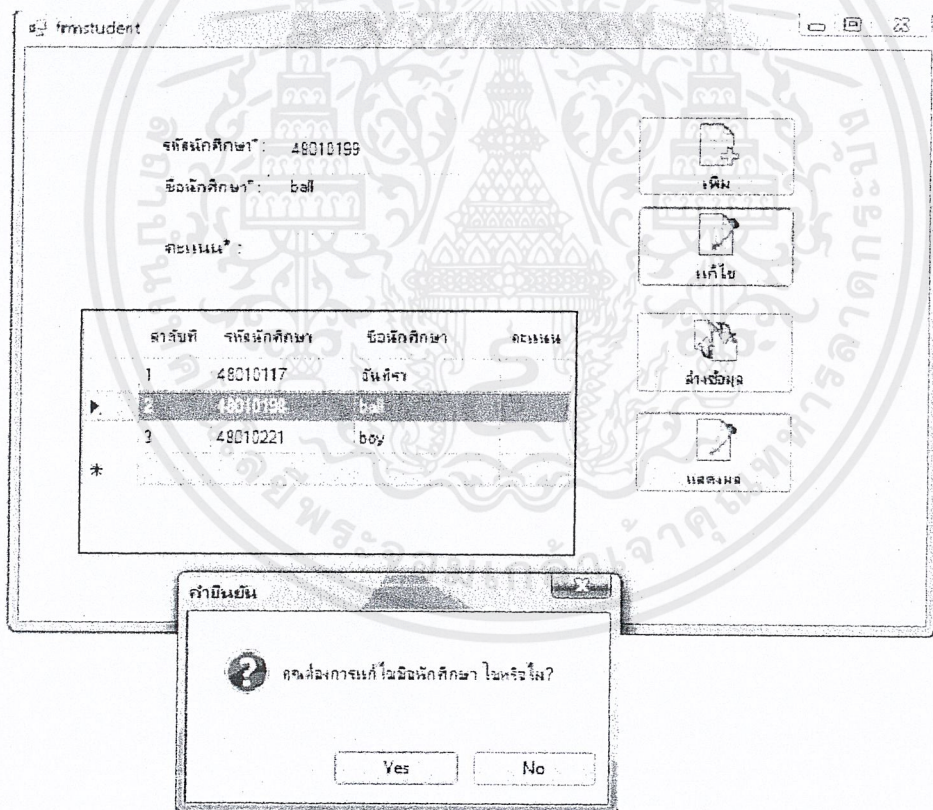 frmstudent
รหัสนักศึกษา* : 48010199
ชื่อนักศึกษา* : ball
คะแนน* :
เพิ่ม
แก้ไข
ล้างข้อมูล
แสดงผล
ลำดับที่ รหัสนักศึกษา ชื่อนักศึกษา คะแนน
1 48010117 จันทิรา
2 48010198 ball
3 48010221 boy
*
คำยืนยัน
คุณต้องการแก้ไขชื่อนักศึกษา ใช่หรือไม่?
Yes No